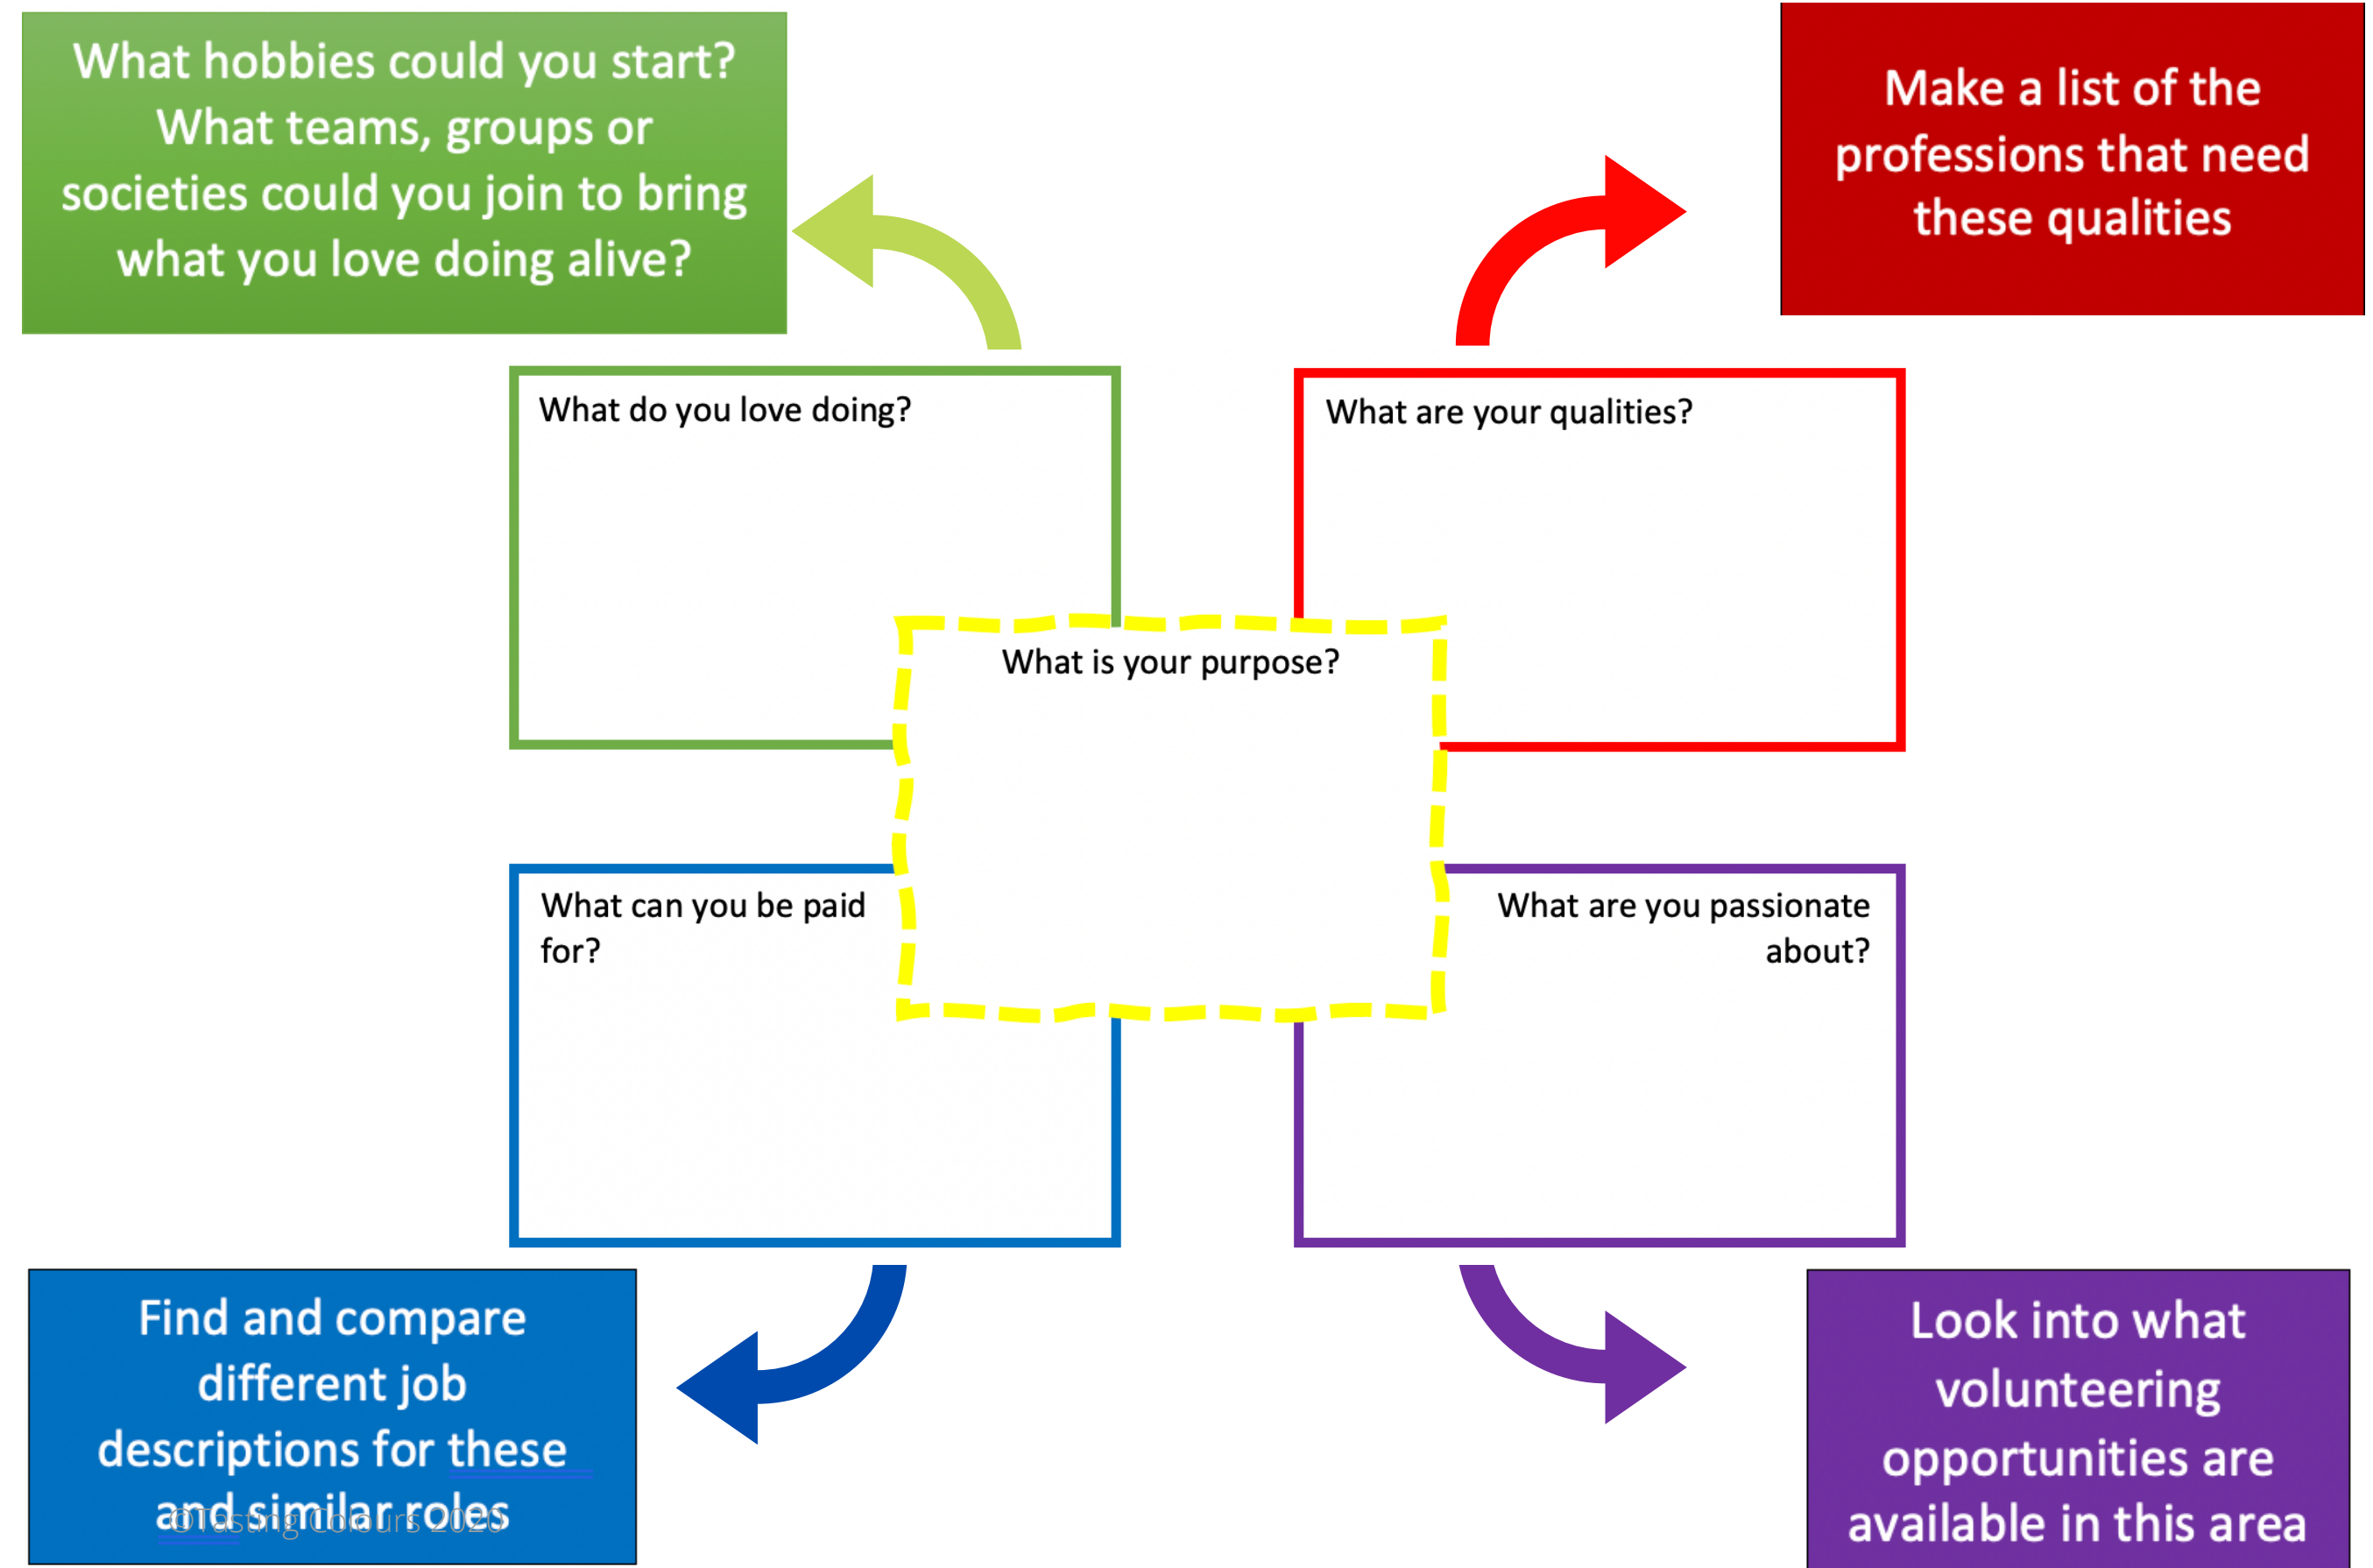 What hobbies could you start?
What teams, groups or
societies could you join to bring
what you love doing alive?
Make a list of the
professions that need
these qualities
What do you love doing?
What are your qualities?
What is your purpose?
What can you be paid
for?
What are you passionate
about?
Find and compare
different job
descriptions for these
and similar roles
©Tasting Colours 2020
Look into what
volunteering
opportunities are
available in this area